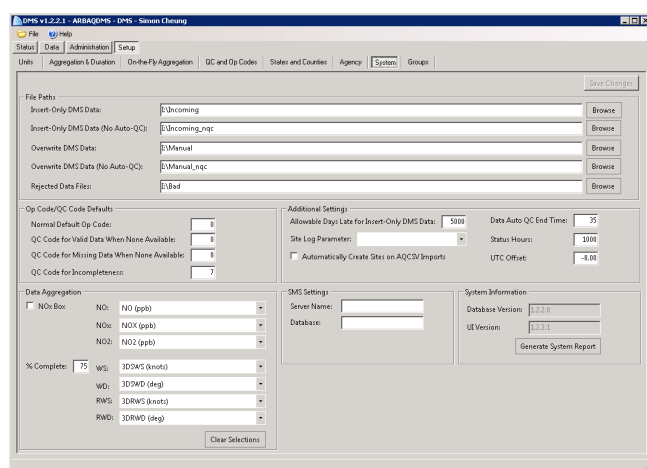 DMS v1.2.2.1 - ARBAQDMS - DMS - Simon Cheung
File Help
Status Data Administration Setup
Units Aggregation & Duration On-the-Fly Aggregation QC and Op Codes States and Counties Agency System Groups
Save Changes
File Paths
Insert-Only DMS Data: I:\Incoming Browse
Insert-Only DMS Data (No Auto-QC): I:\Incoming_nqc Browse
Overwrite DMS Data: I:\Manual Browse
Overwrite DMS Data (No Auto-QC): I:\Manual_nqc Browse
Rejected Data Files: I:\Bad Browse
Op Code/QC Code Defaults
Normal Default Op Code: 0
QC Code for Valid Data When None Available: 0
QC Code for Missing Data When None Available: 8
QC Code for Incompleteness: 7
Additional Settings
Allowable Days Late for Insert-Only DMS Data: 5000 Data Auto QC End Time: 35
Site Log Parameter: Status Hours: 1000
Automatically Create Sites on AQCSV Imports UTC Offset: -8.00
Data Aggregation
NOx Box NO: NO (ppb)
NOx: NOX (ppb)
NO2: NO2 (ppb)
% Complete: 75 WS: 3DSWS (knots)
WD: 3DSWD (deg)
RWS: 3DRWS (knots)
RWD: 3DRWD (deg)
Clear Selections
SMS Settings
Server Name:
Database:
System Information
Database Version: 1.2.2.0
UI Version: 1.2.2.1
Generate System Report